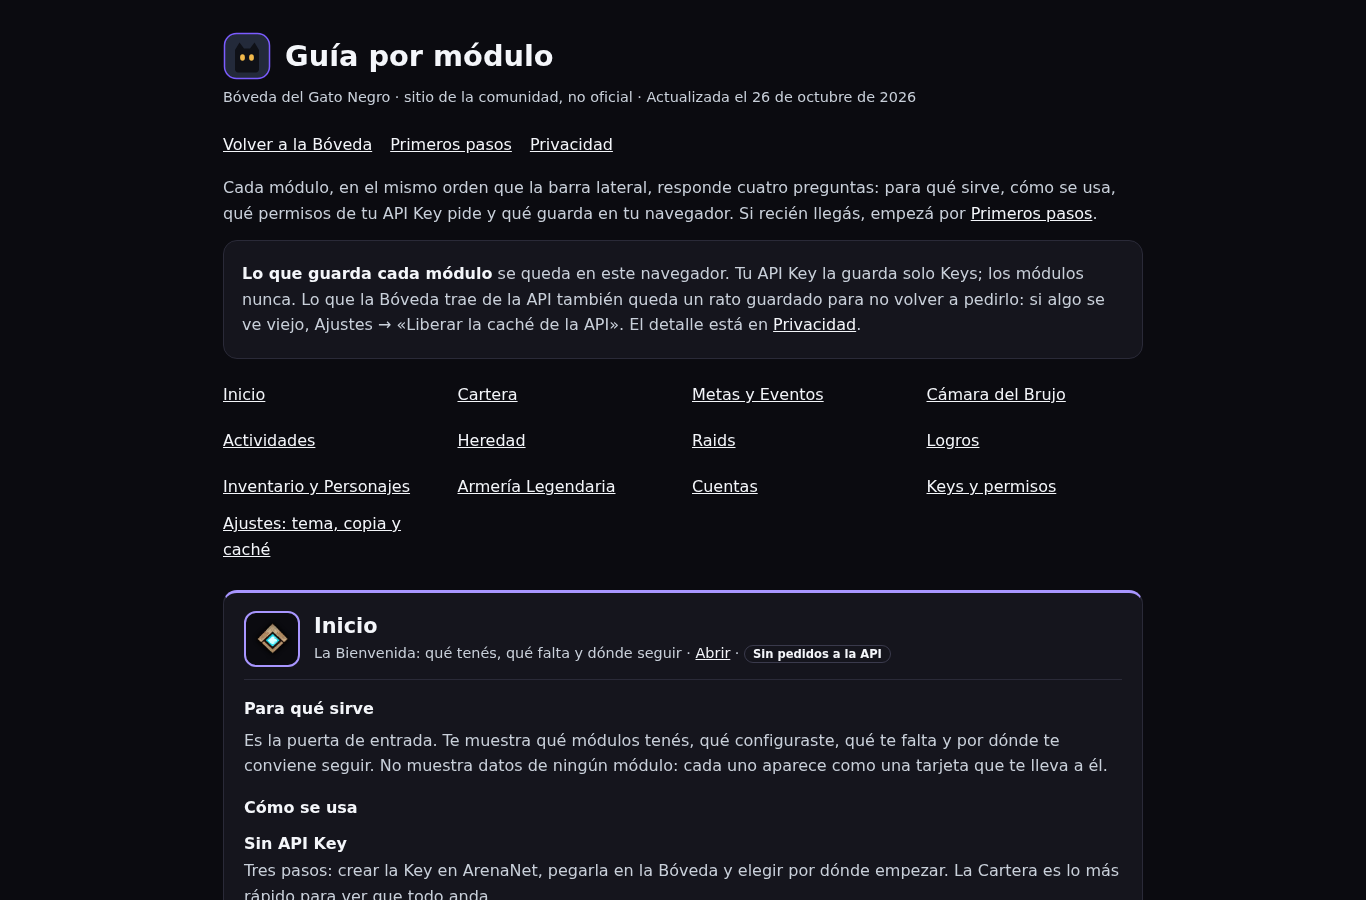 Guía por módulo
Bóveda del Gato Negro · sitio de la comunidad, no oficial · Actualizada el 26 de octubre de 2026
Volver a la Bóveda Primeros pasos Privacidad
Cada módulo, en el mismo orden que la barra lateral, responde cuatro preguntas: para qué sirve, cómo se usa,
qué permisos de tu API Key pide y qué guarda en tu navegador. Si recién llegás, empezá por Primeros pasos.
Lo que guarda cada módulo se queda en este navegador. Tu API Key la guarda solo Keys; los módulos
nunca. Lo que la Bóveda trae de la API también queda un rato guardado para no volver a pedirlo: si algo se
ve viejo, Ajustes → «Liberar la caché de la API». El detalle está en Privacidad.
Inicio Cartera Metas y Eventos Cámara del Brujo
Actividades Heredad Raids Logros
Inventario y Personajes Armería Legendaria Cuentas Keys y permisos
Ajustes: tema, copia y
caché
Inicio
La Bienvenida: qué tenés, qué falta y dónde seguir · Abrir · Sin pedidos a la API
Para qué sirve
Es la puerta de entrada. Te muestra qué módulos tenés, qué configuraste, qué te falta y por dónde te
conviene seguir. No muestra datos de ningún módulo: cada uno aparece como una tarjeta que te lleva a él.
Cómo se usa
Sin API Key
Tres pasos: crear la Key en ArenaNet, pegarla en la Bóveda y elegir por dónde empezar. La Cartera es lo más
rápido para ver que todo anda.